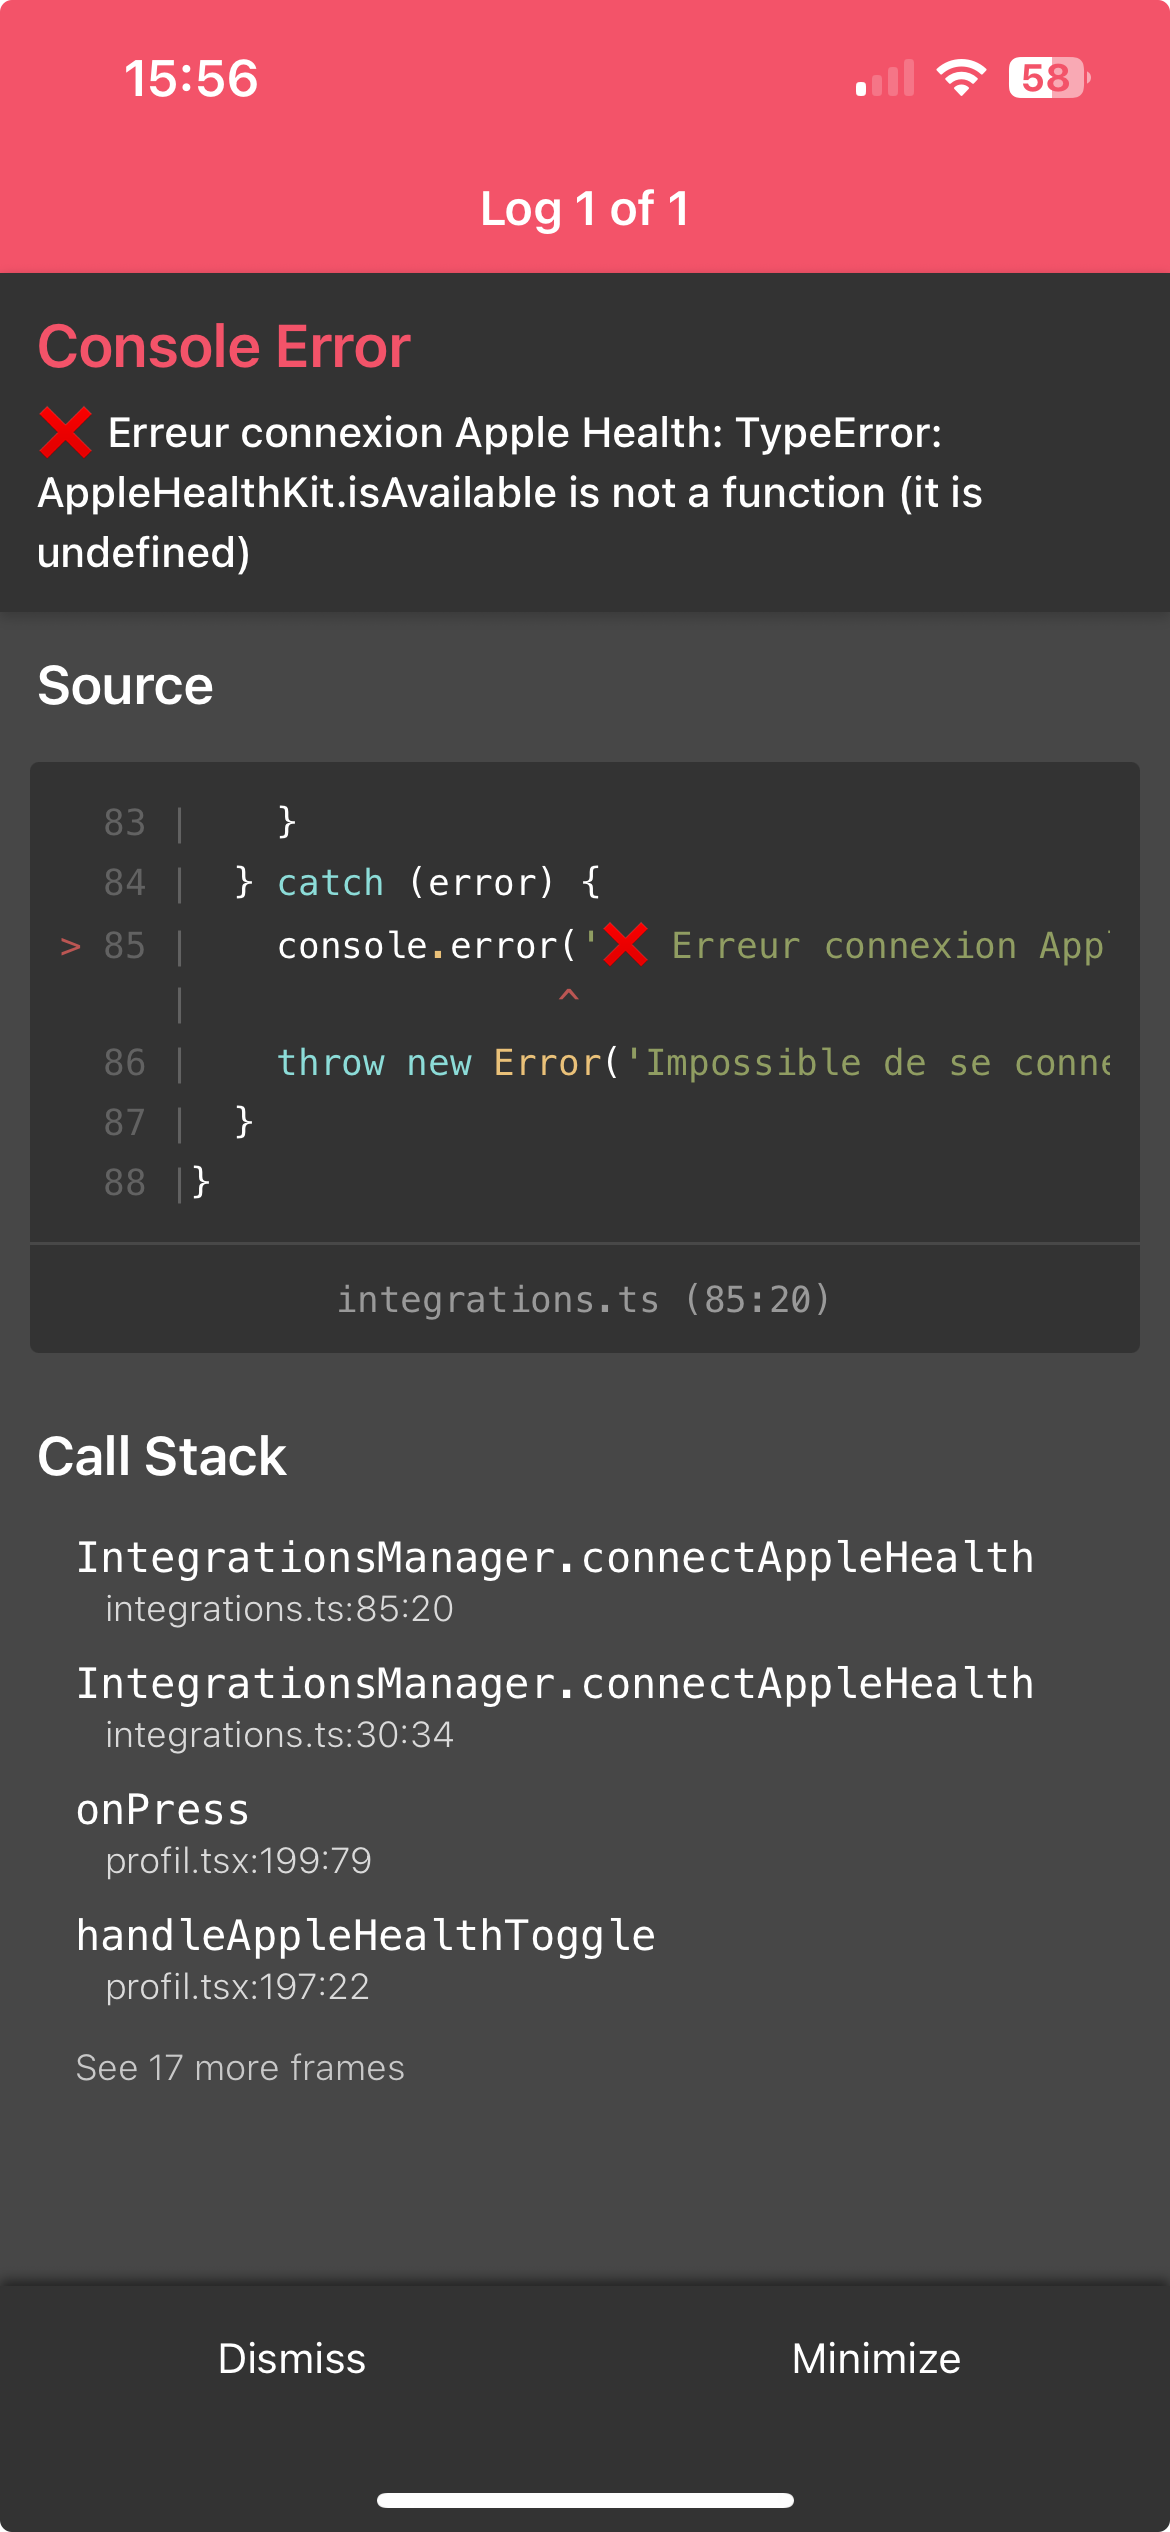 15:56
58
Log 1 of 1
Console Error
❌ Erreur connexion Apple Health: TypeError:
AppleHealthKit.isAvailable is not a function (it is
undefined)
Source
83 |    }
84 |  } catch (error) {
> 85 |    console.error('❌ Erreur connexion App
|                 ^
86 |    throw new Error('Impossible de se conne
87 |  }
88 |}
integrations.ts (85:20)
Call Stack
IntegrationsManager.connectAppleHealth
integrations.ts:85:20
IntegrationsManager.connectAppleHealth
integrations.ts:30:34
onPress
profil.tsx:199:79
handleAppleHealthToggle
profil.tsx:197:22
See 17 more frames
Dismiss
Minimize